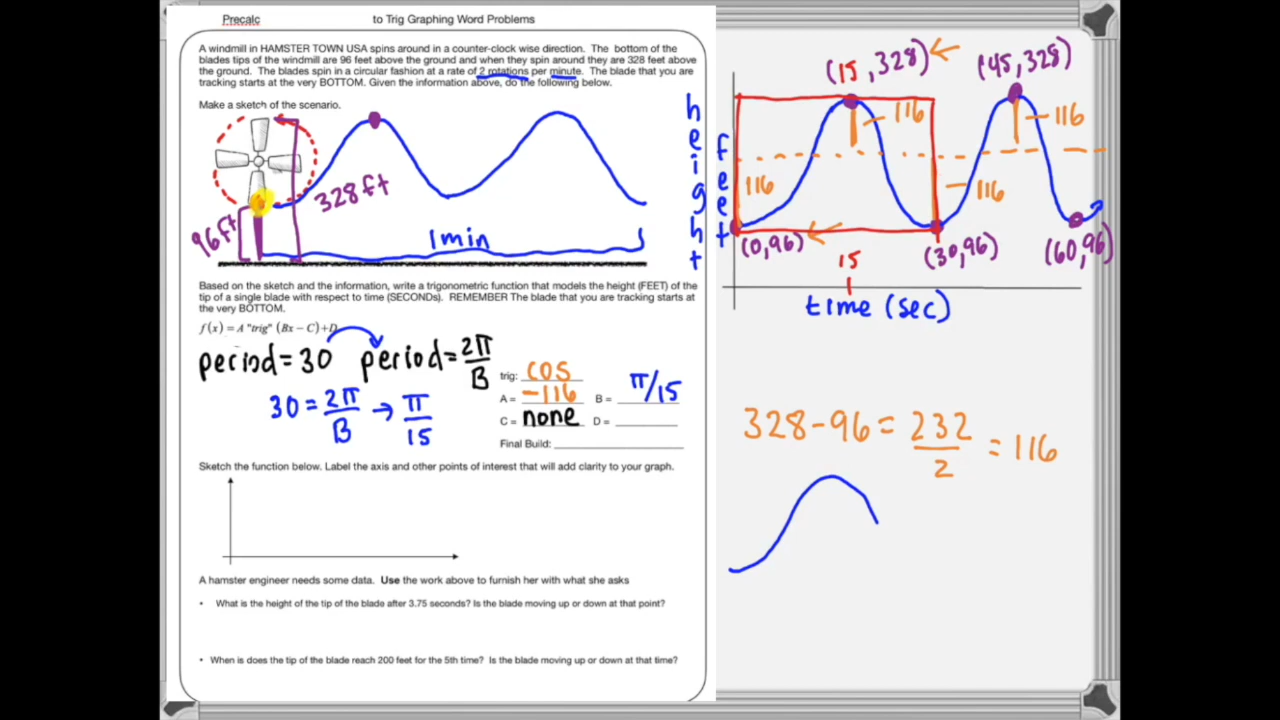 Precalc to Trig Graphing Word Problems
A windmill in HAMSTER TOWN USA spins around in a counter-clock wise direction. The bottom of the
blades tips of the windmill are 96 feet above the ground and when they spin around they are 328 feet above
the ground. The blades spin in a circular fashion at a rate of 2 rotations per minute. The blade that you are
tracking starts at the very BOTTOM. Given the information above, do the following below.
Make a sketch of the scenario.
96ft
328ft
1min
Based on the sketch and the information, write a trigonometric function that models the height (FEET) of the
tip of a single blade with respect to time (SECONDs). REMEMBER The blade that you are tracking starts at
the very BOTTOM.
f(x) = A "trig" (Bx − C)+D
period=30 period=2π/B
30=2π/B → π/15
trig: cos
A = -116 B = π/15
C = none D =
Final Build:
Sketch the function below. Label the axis and other points of interest that will add clarity to your graph.
A hamster engineer needs some data. Use the work above to furnish her with what she asks
• What is the height of the tip of the blade after 3.75 seconds? Is the blade moving up or down at that point?
• When is does the tip of the blade reach 200 feet for the 5th time? Is the blade moving up or down at that time?
height
feet
(15,328)
(45,328)
116
116
116
116
(0,96)
15
(30,96)
(60,96)
time (sec)
328-96= 232/2 =116